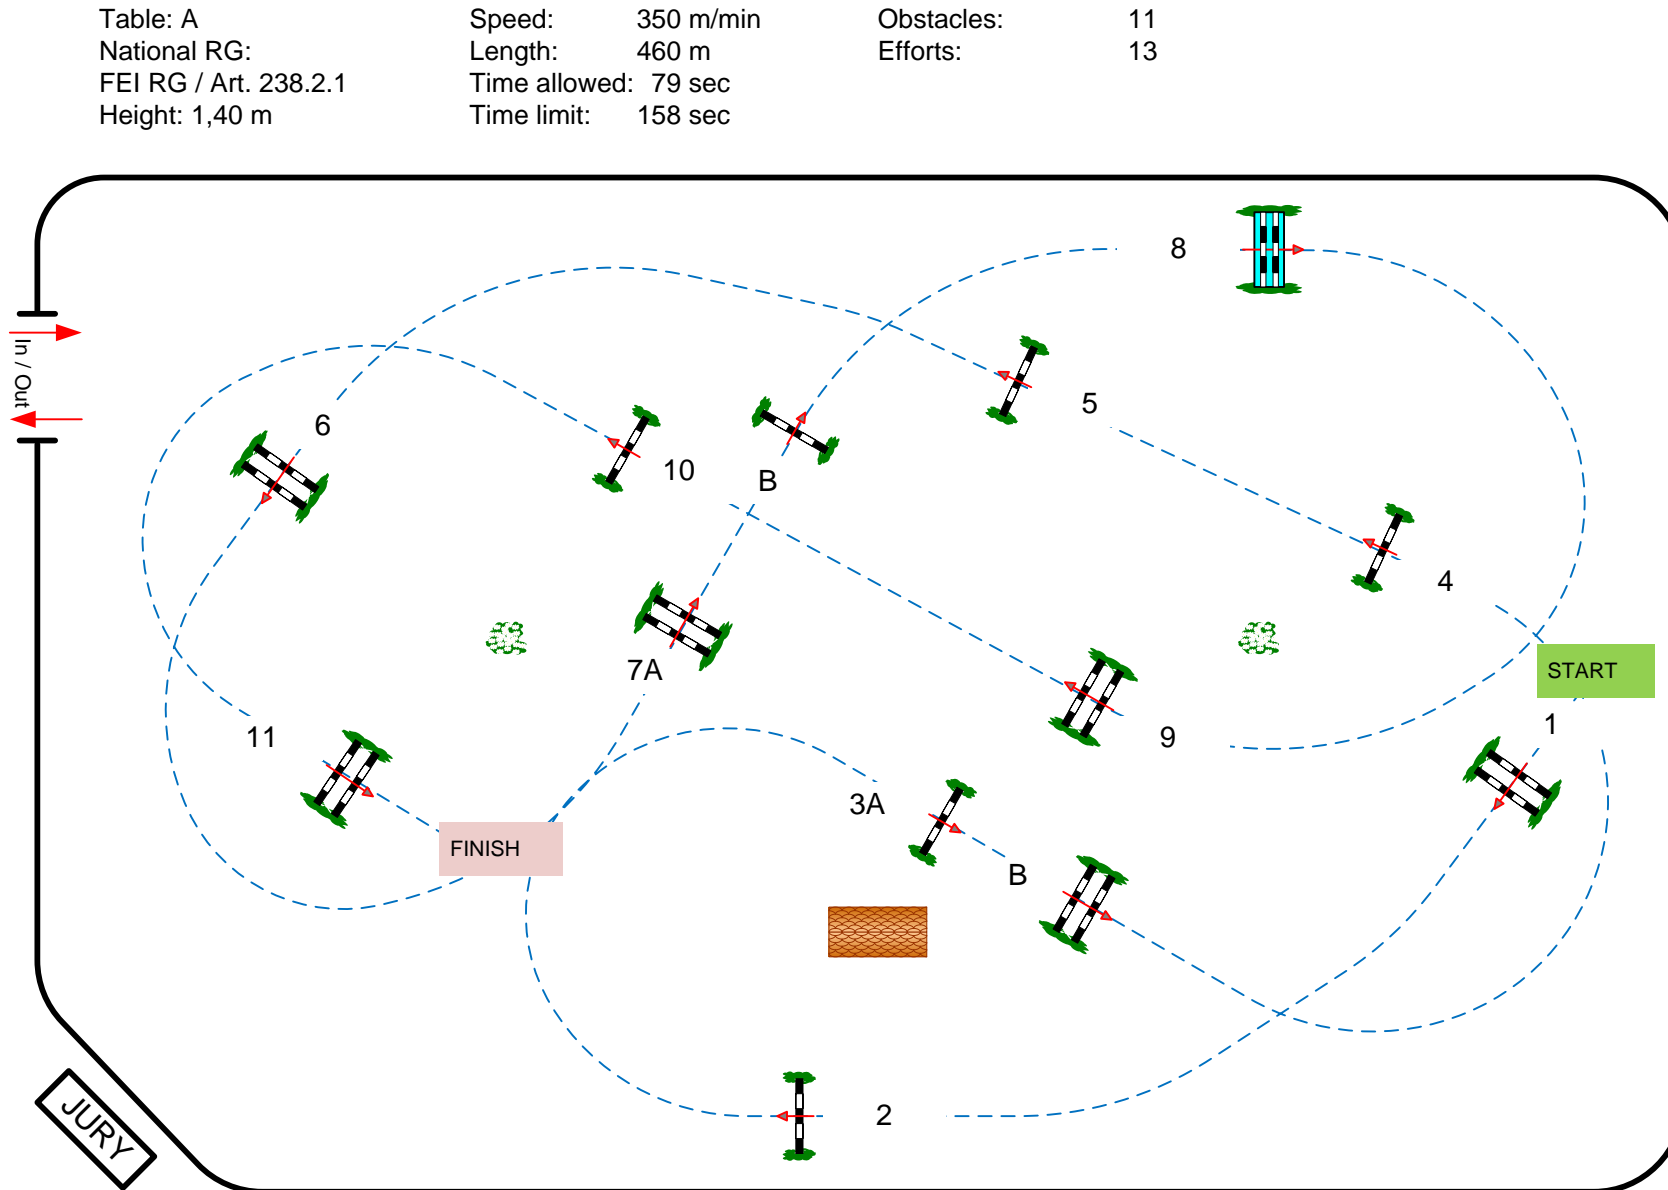 Table: A
Speed: 350 m/min
Obstacles: 11
National RG:
Length: 460 m
Efforts: 13
FEI RG / Art. 238.2.1
Time allowed: 79 sec
Height: 1,40 m
Time limit: 158 sec
8
In / Out
5
6
10
B
4
START
7A
1
9
11
3A
FINISH
B
2
JURY